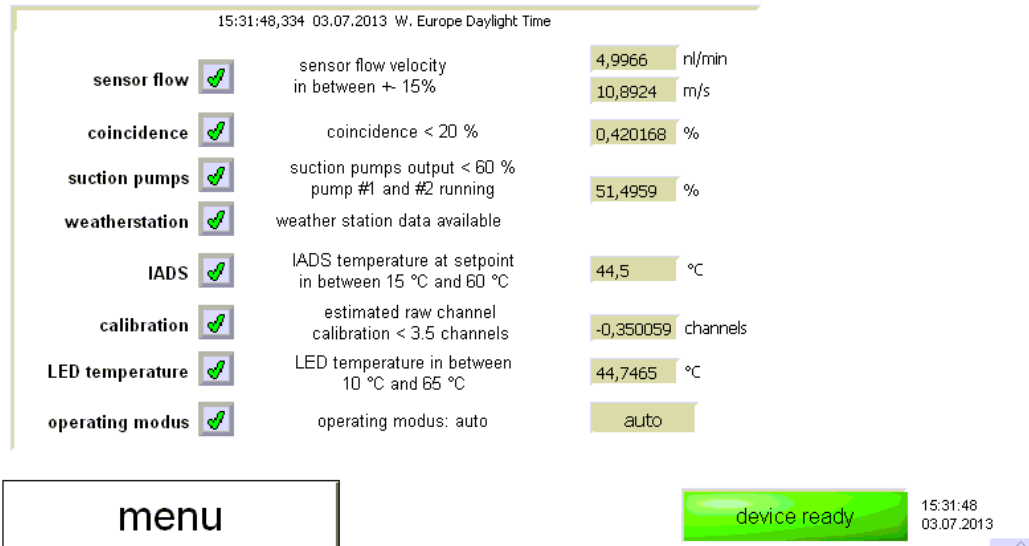 15:31:48,334 03.07.2013 W. Europe Daylight Time
sensor flow
sensor flow velocity
in between +- 15%
4,9966 nl/min
10,8924 m/s
coincidence
coincidence < 20 %
0,420168 %
suction pumps
suction pumps output < 60 %
pump #1 and #2 running
51,4959 %
weatherstation
weather station data available
IADS
IADS temperature at setpoint
in between 15 °C and 60 °C
44,5 °C
calibration
estimated raw channel
calibration < 3.5 channels
-0,350059 channels
LED temperature
LED temperature in between
10 °C and 65 °C
44,7465 °C
operating modus
operating modus: auto
auto
menu
device ready
15:31:48
03.07.2013